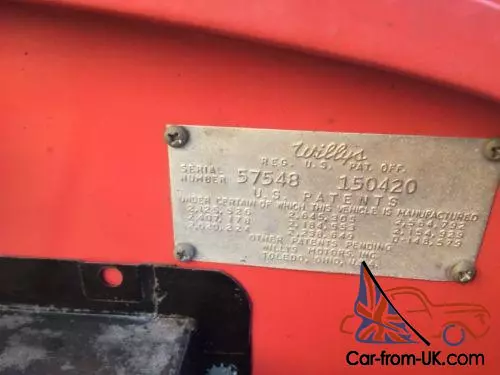 Willys
REG. U.S. PAT. OFF.
SERIAL
NUMBER 57548 150420
U.S. PATENTS
UNDER CERTAIN OF WHICH THIS VEHICLE IS MANUFACTURED
OTHER PATENTS PENDING
WILLYS MOTORS, INC.
TOLEDO, OHIO,
Car-from-UK.com